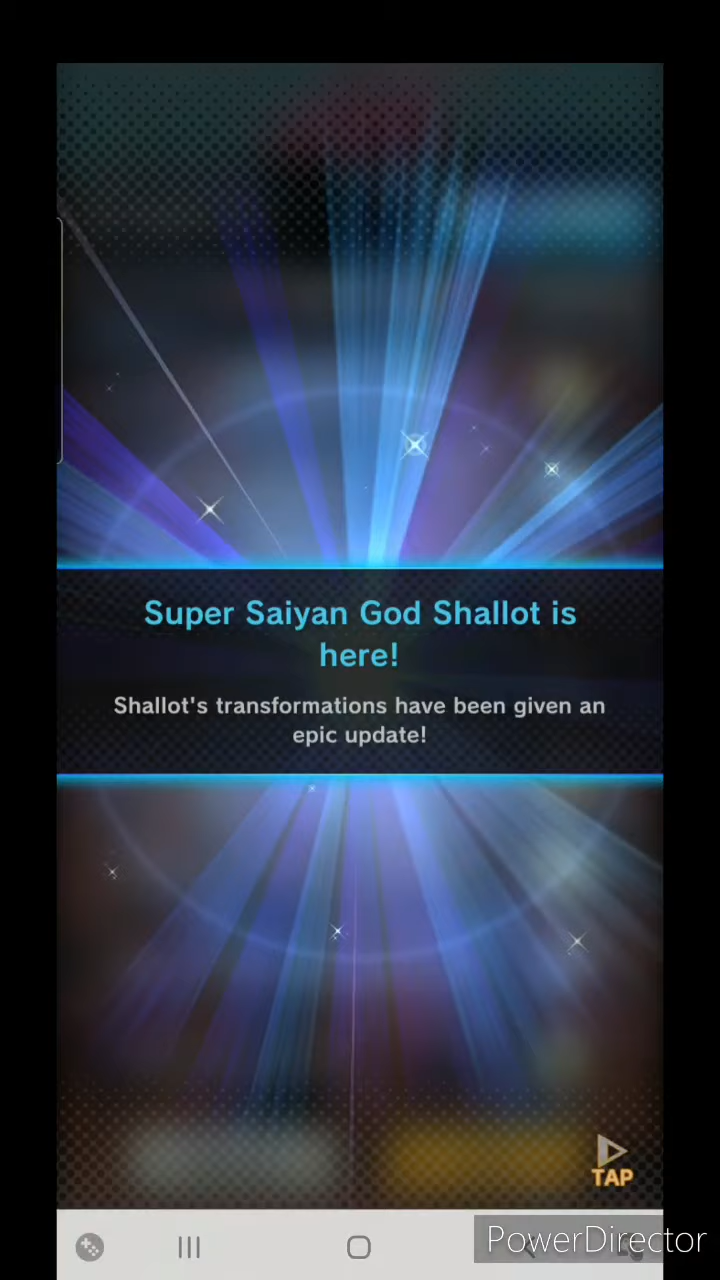 Super Saiyan God Shallot is
here!
Shallot's transformations have been given an
epic update!
TAP
PowerDirector